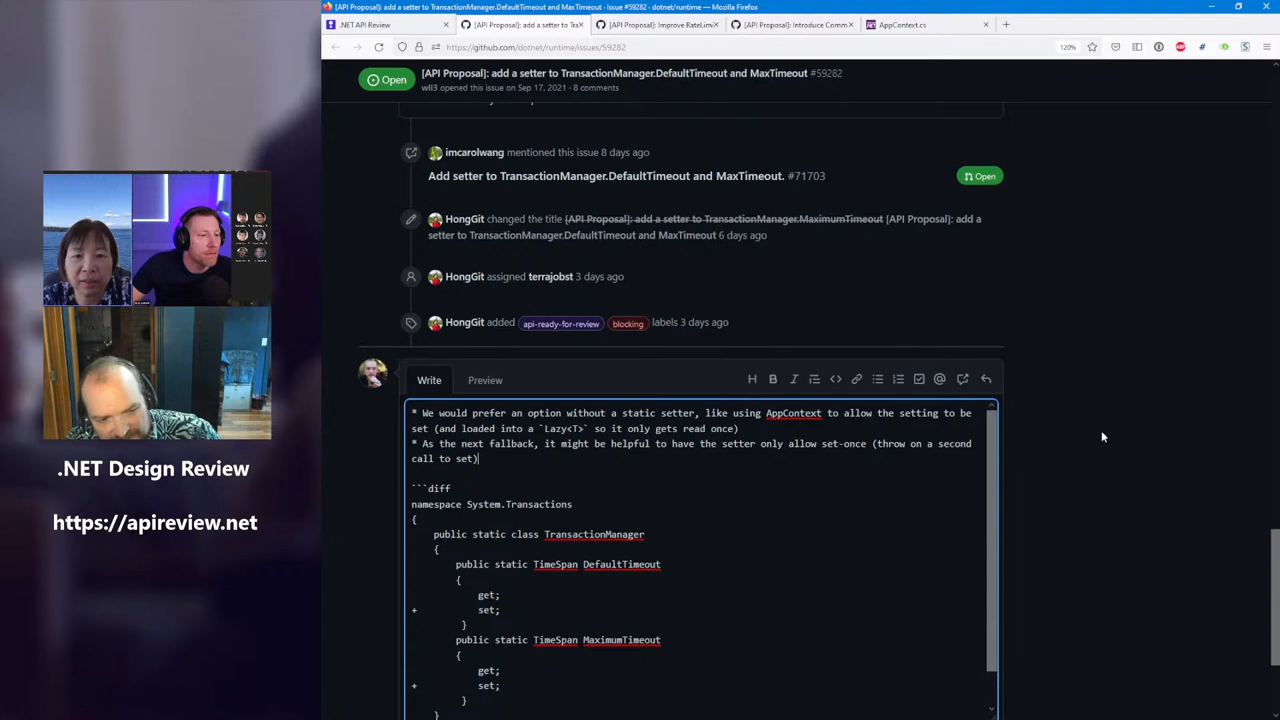 [API Proposal]: add a setter to TransactionManager.DefaultTimeout and MaxTimeout · Issue #59282 · dotnet/runtime — Mozilla Firefox
.NET API Review
[API Proposal]: add a setter to Tra
[API Proposal]: Improve RateLimi
[API Proposal]: Introduce Comm
AppContext.cs
https://github.com/dotnet/runtime/issues/59282
120%
Open
[API Proposal]: add a setter to TransactionManager.DefaultTimeout and MaxTimeout #59282
wli3 opened this issue on Sep 17, 2021 · 8 comments
imcarolwang mentioned this issue 8 days ago
Add setter to TransactionManager.DefaultTimeout and MaxTimeout. #71703
Open
HongGit changed the title [API Proposal]: add a setter to TransactionManager.MaximumTimeout [API Proposal]: add a
setter to TransactionManager.DefaultTimeout and MaxTimeout 6 days ago
HongGit assigned terrajobst 3 days ago
HongGit added api-ready-for-review blocking labels 3 days ago
Write
Preview
* We would prefer an option without a static setter, like using AppContext to allow the setting to be
set (and loaded into a `Lazy<T>` so it only gets read once)
* As the next fallback, it might be helpful to have the setter only allow set-once (throw on a second
call to set)
```diff
namespace System.Transactions
{
public static class TransactionManager
{
public static TimeSpan DefaultTimeout
{
get;
+ set;
}
public static TimeSpan MaximumTimeout
{
get;
+ set;
}
}
.NET Design Review
https://apireview.net